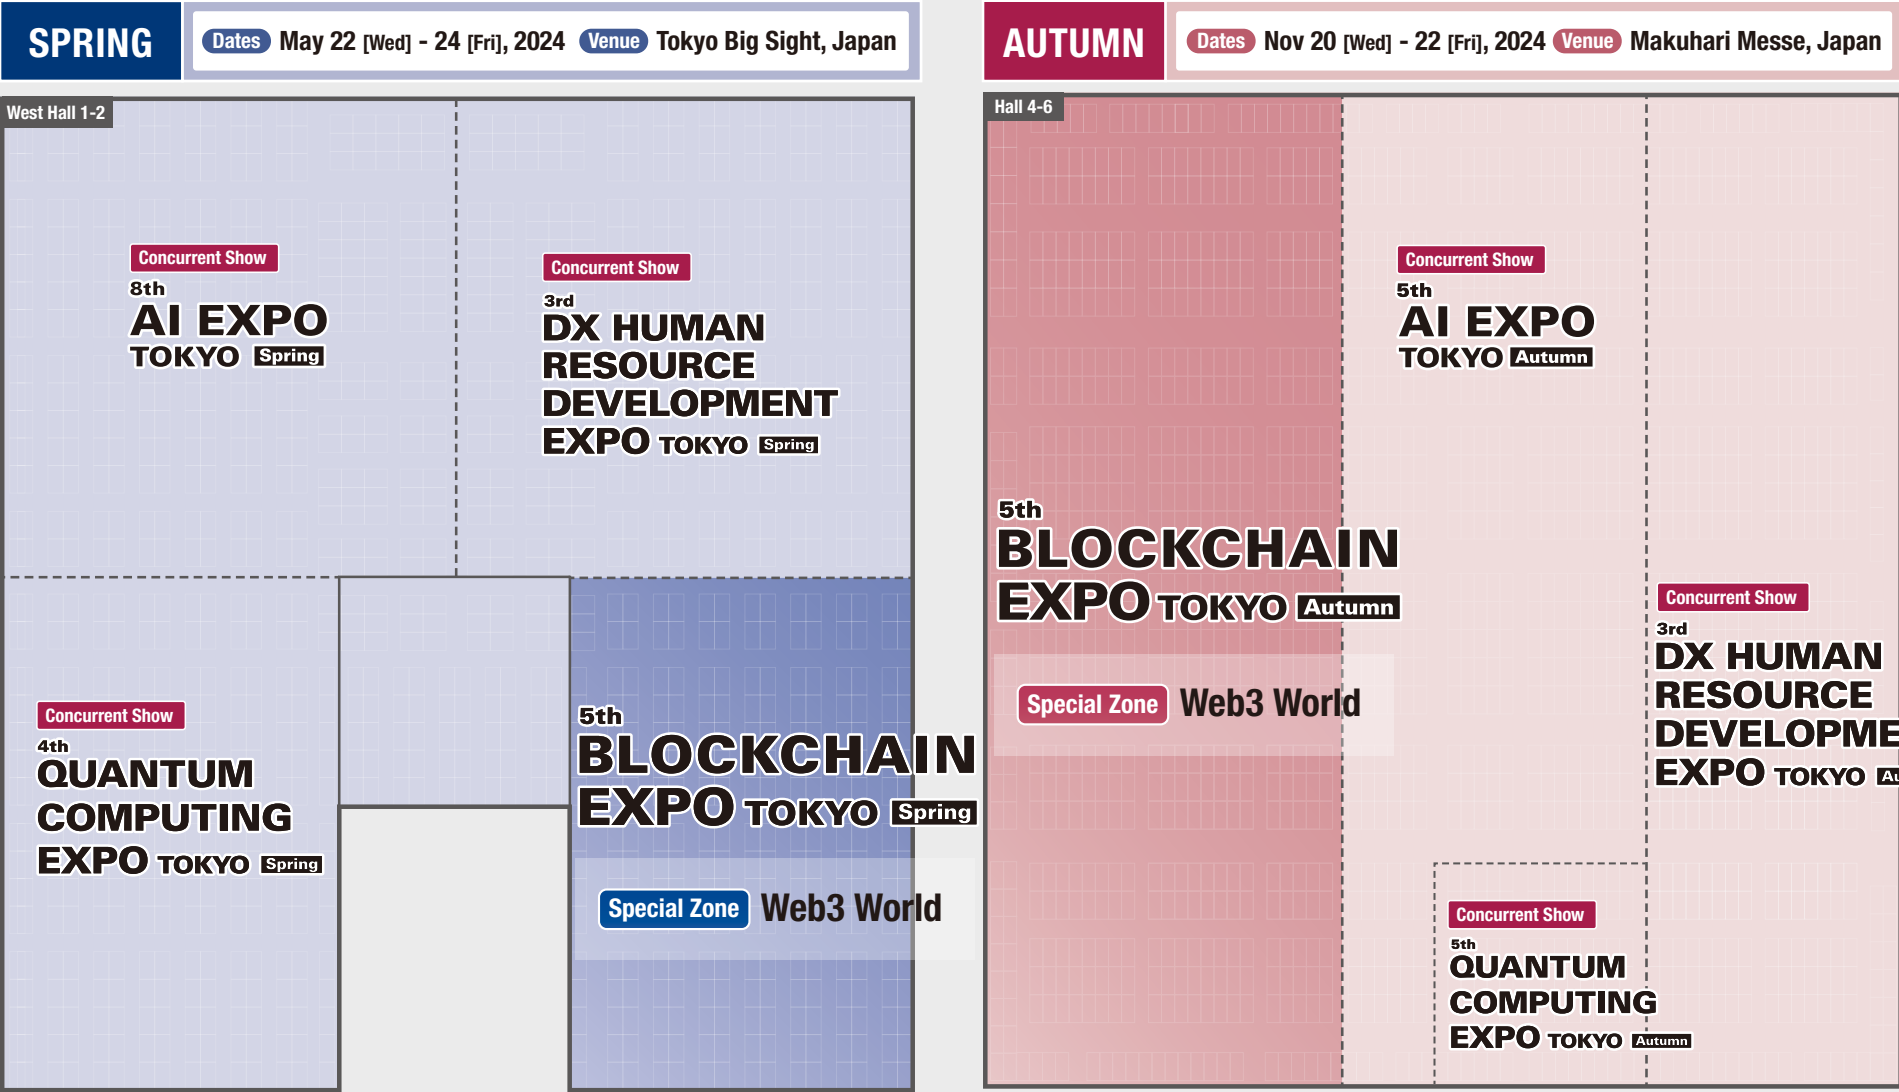 SPRING
Dates May 22 [Wed] - 24 [Fri], 2024 Venue Tokyo Big Sight, Japan
West Hall 1-2
Concurrent Show
8th
AI EXPO
TOKYO Spring
Concurrent Show
3rd
DX HUMAN
RESOURCE
DEVELOPMENT
EXPO TOKYO Spring
Concurrent Show
4th
QUANTUM
COMPUTING
EXPO TOKYO Spring
5th
BLOCKCHAIN
EXPO TOKYO Spring
Special Zone Web3 World
AUTUMN
Dates Nov 20 [Wed] - 22 [Fri], 2024 Venue Makuhari Messe, Japan
Hall 4-6
5th
BLOCKCHAIN
EXPO TOKYO Autumn
Special Zone Web3 World
Concurrent Show
5th
AI EXPO
TOKYO Autumn
Concurrent Show
3rd
DX HUMAN
RESOURCE
DEVELOPME
EXPO TOKYO Au
Concurrent Show
5th
QUANTUM
COMPUTING
EXPO TOKYO Autumn